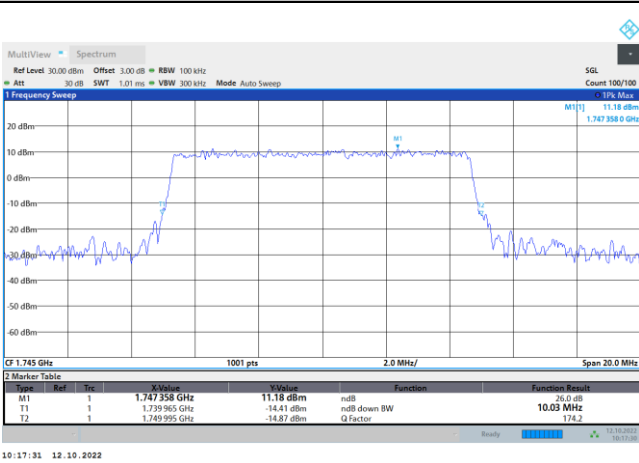 MultiView Spectrum
Ref Level 30.00 dBm Offset 3.00 dB RBW 100 kHz SGL
Att 30 dB SWT 1.01 ms VBW 300 kHz Mode Auto Sweep Count 100/100
1 Frequency Sweep 1Pk Max
M1[1] 11.18 dBm
1.747 358 0 GHz
20 dBm
M1
10 dBm
0 dBm
-10 dBm
T1
T2
-20 dBm
-30 dBm
-40 dBm
-50 dBm
-60 dBm
CF 1.745 GHz 1001 pts 2.0 MHz/ Span 20.0 MHz
2 Marker Table
Type Ref Trc X-Value Y-Value Function Function Result
M1 1 1.747 358 GHz 11.18 dBm ndB 26.0 dB
T1 1 1.739 965 GHz -14.41 dBm ndB down BW 10.03 MHz
T2 1 1.749 995 GHz -14.87 dBm Q Factor 174.2
Ready 12.10.2022
10:17:30
10:17:31 12.10.2022